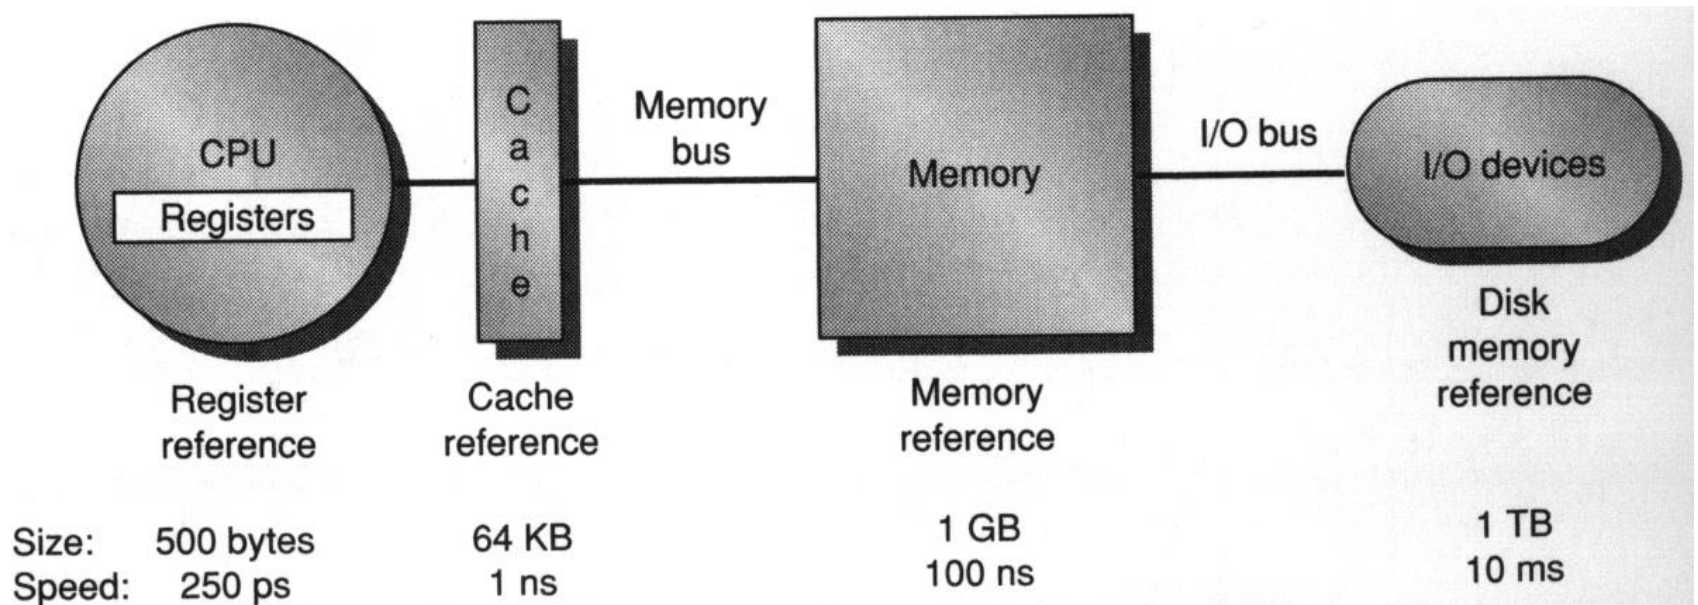 CPU
Registers
Cache
Memory
bus
Memory
I/O bus
I/O devices
Register
reference
Cache
reference
Memory
reference
Disk
memory
reference
Size: 500 bytes 64 KB 1 GB 1 TB
Speed: 250 ps 1 ns 100 ns 10 ms